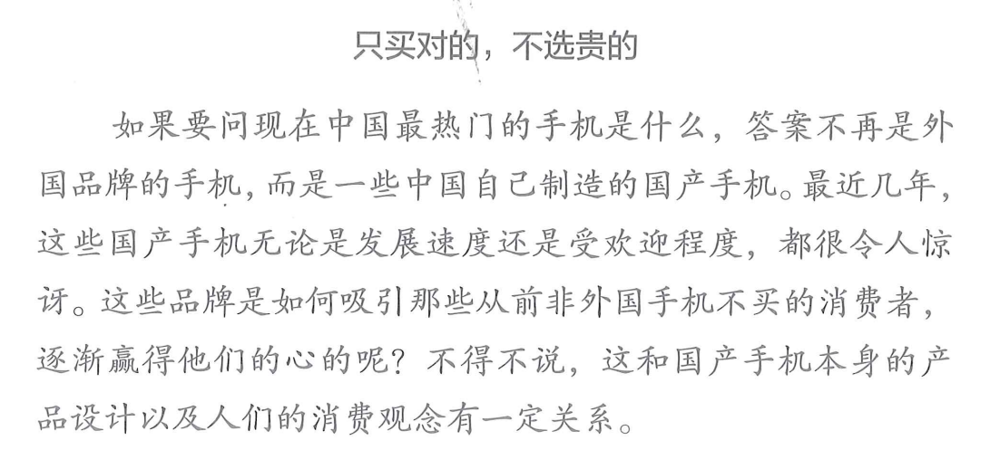 只买对的，不选贵的
如果要问现在中国最热门的手机是什么，答案不再是外
国品牌的手机，而是一些中国自己制造的国产手机。最近几年，
这些国产手机无论是发展速度还是受欢迎程度，都很令人惊
讶。这些品牌是如何吸引那些从前非外国手机不买的消费者，
逐渐赢得他们的心的呢？不得不说，这和国产手机本身的产
品设计以及人们的消费观念有一定关系。